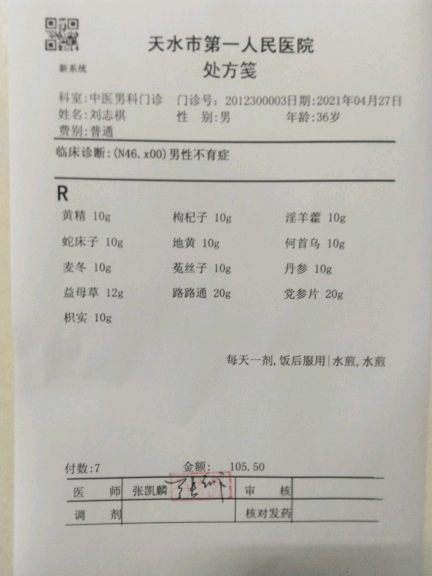 天水市第一人民医院
新系统
处方笺
科室:中医男科门诊 门诊号: 2012300003日期:2021年04月27日
姓名:刘志祺 性 别:男 年龄:36岁
费别:普通
临床诊断:(N46.x00)男性不育症
R
黄精 10g 枸杞子 10g 淫羊藿 10g
蛇床子 10g 地黄 10g 何首乌 10g
麦冬 10g 菟丝子 10g 丹参 10g
益母草 12g 路路通 20g 党参片 20g
枳实 10g
每天一剂,饭后服用|水煎,水煎
付数:7 金额: 105.50
医 师 张凯麟 审 核
调 剂 核对发药